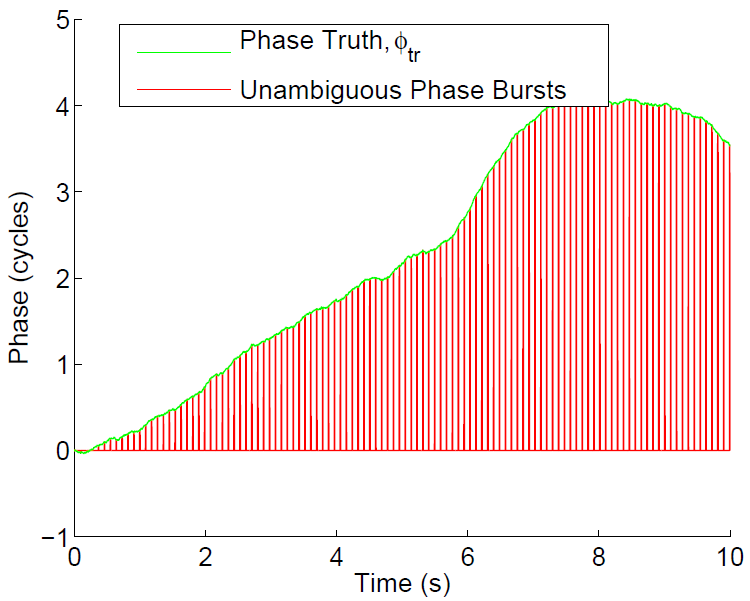 5
4
3
2
1
0
−1
Phase (cycles)
Phase Truth, ϕtr
Unambiguous Phase Bursts
0 2 4 6 8 10
Time (s)